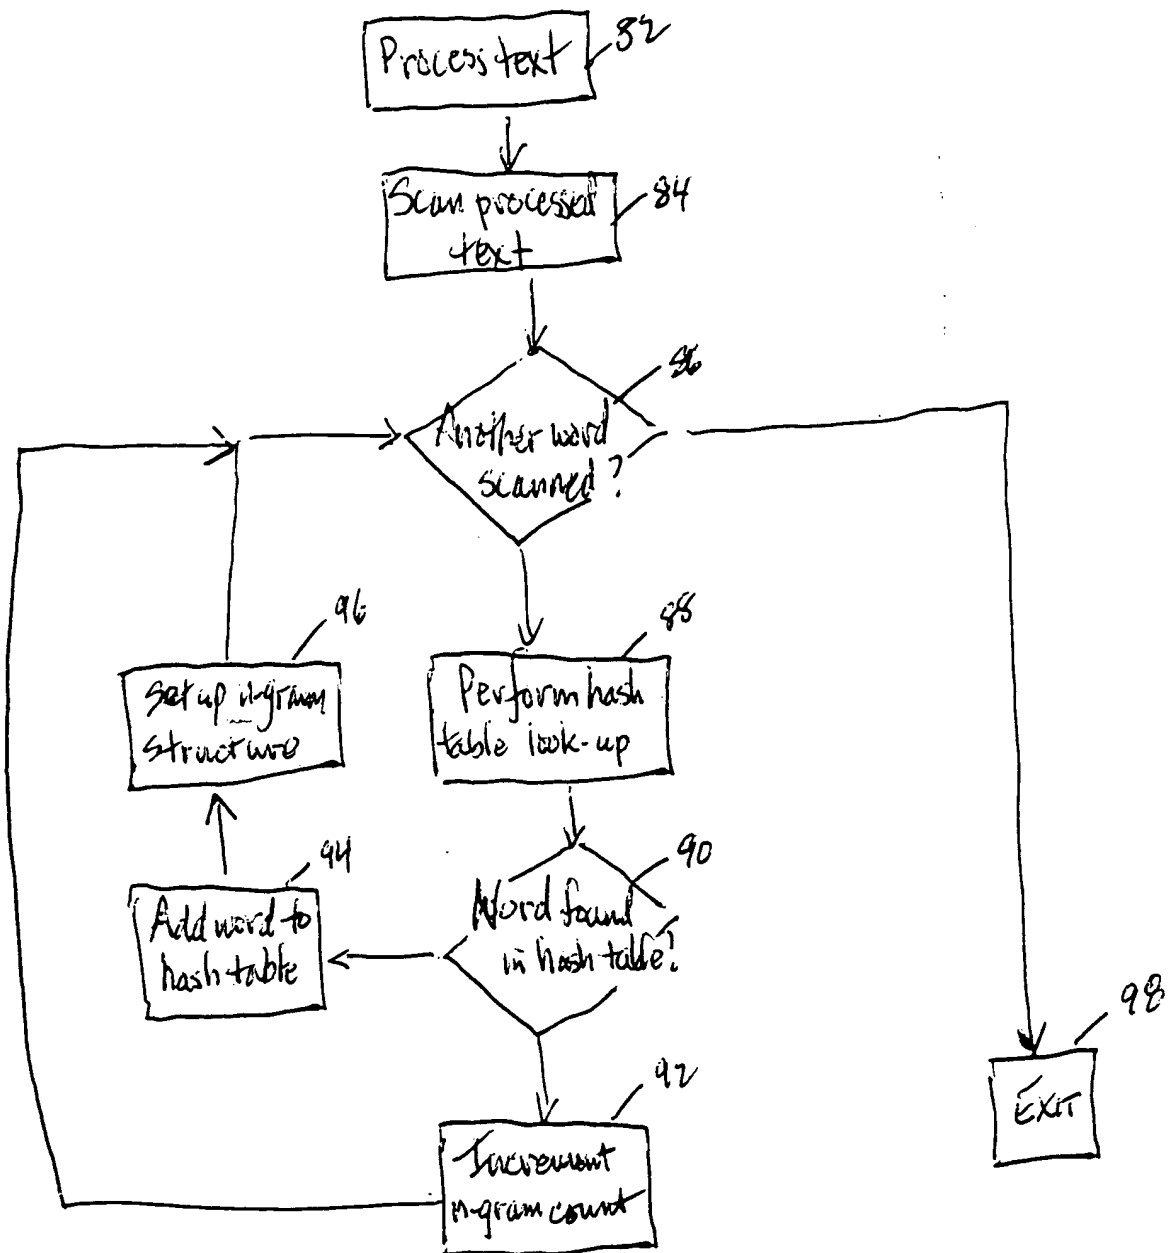 Process text
82
Scan processed
text
84
86
Another word
scanned?
96
88
Set up n-gram
structure
Perform hash
table look-up
94
90
Add word to
hash table
Word found
in hash table?
98
92
EXIT
Increment
n-gram count